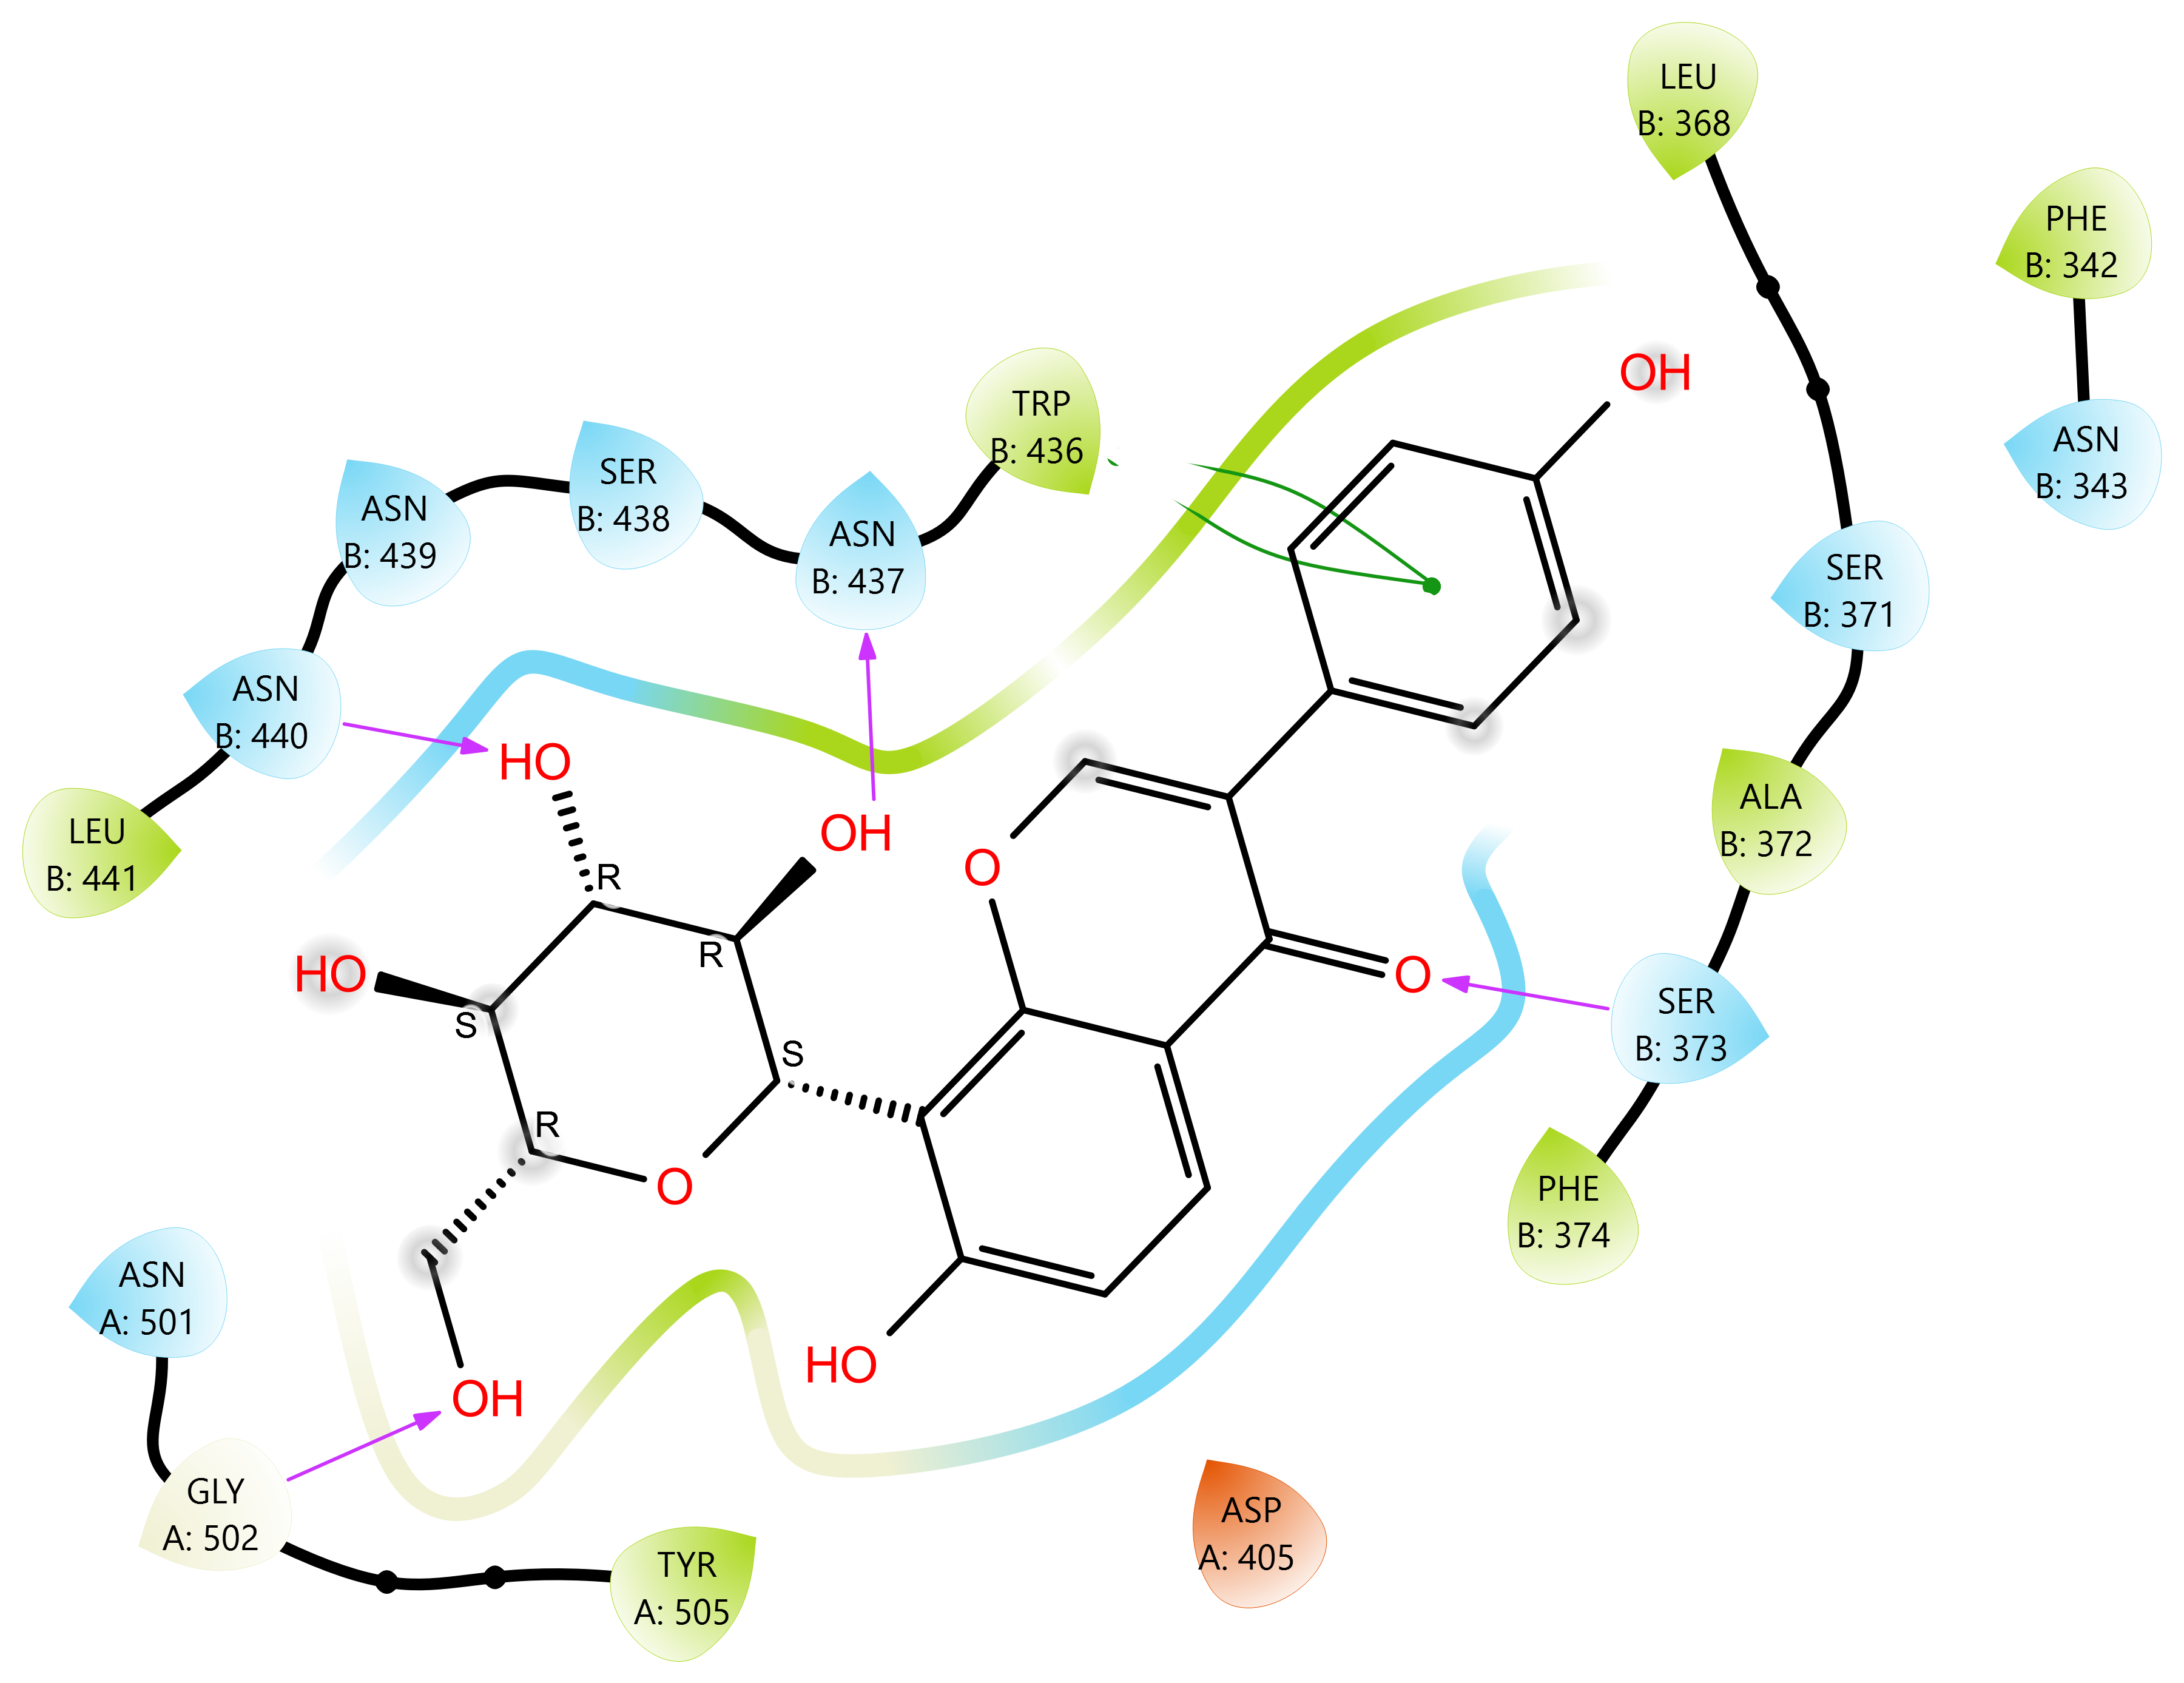 LEU
B: 368
PHE
B: 342
OH
TRP
B: 436
ASN
B: 343
SER
B: 438
ASN
B: 439
ASN
B: 437
SER
B: 371
ASN
B: 440
HO
LEU
B: 441
OH
O
ALA
B: 372
R
R
HO
S
O
SER
B: 373
S
R
O
PHE
B: 374
ASN
A: 501
HO
OH
GLY
A: 502
ASP
A: 405
TYR
A: 505